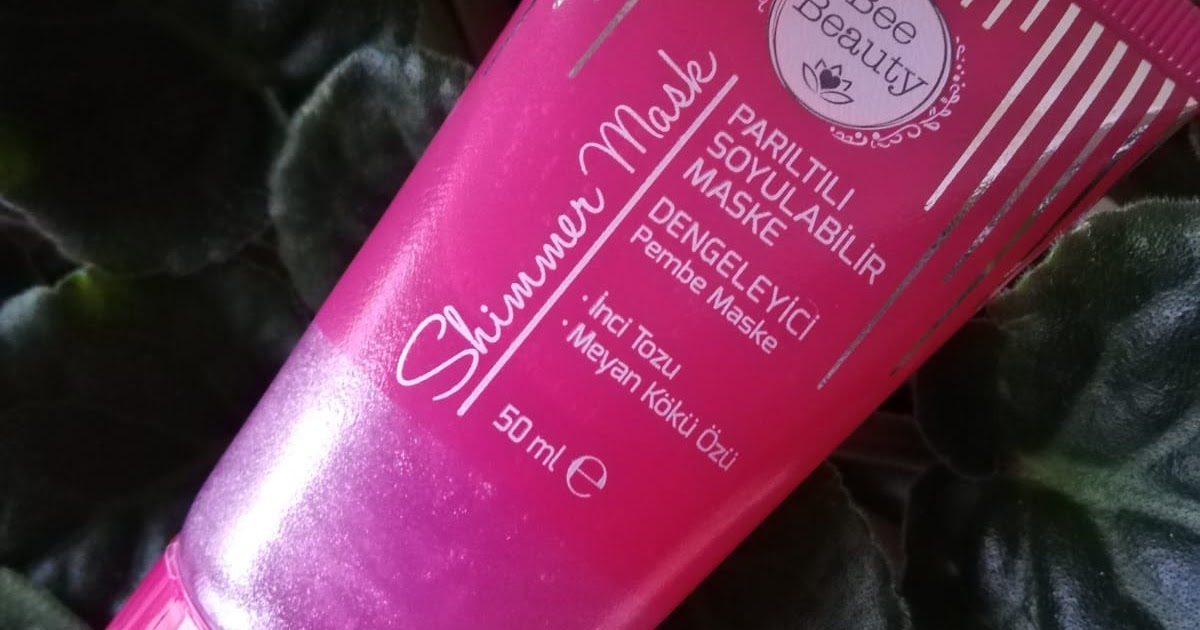 Bee
Beauty
Shimmer Mask
PARILTILI
SOYULABİLİR
MASKE
DENGELEYİCİ
Pembe Maske
· İnci Tozu
· Meyan Kökü Özü
50 ml ℮